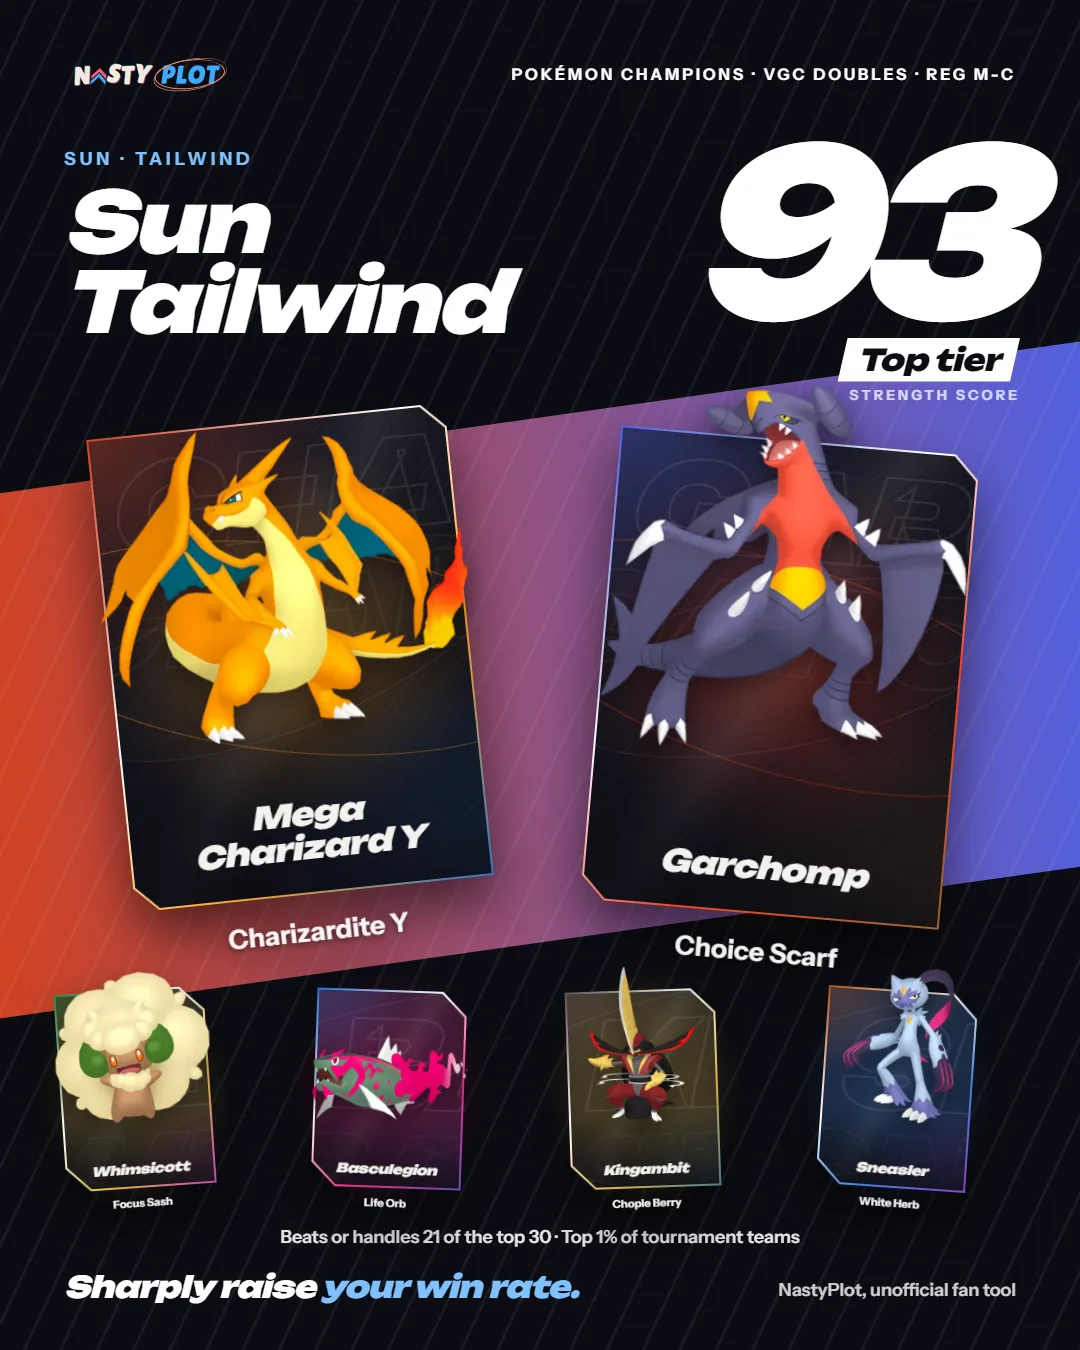 NASTY PLOT
POKÉMON CHAMPIONS · VGC DOUBLES · REG M-C
SUN · TAILWIND
Sun
Tailwind
93
Top tier
STRENGTH SCORE
Mega
Charizard Y
Charizardite Y
Garchomp
Choice Scarf
Whimsicott
Focus Sash
Basculegion
Life Orb
Kingambit
Chople Berry
Sneasler
White Herb
Beats or handles 21 of the top 30 · Top 1% of tournament teams
Sharply raise your win rate.
NastyPlot, unofficial fan tool